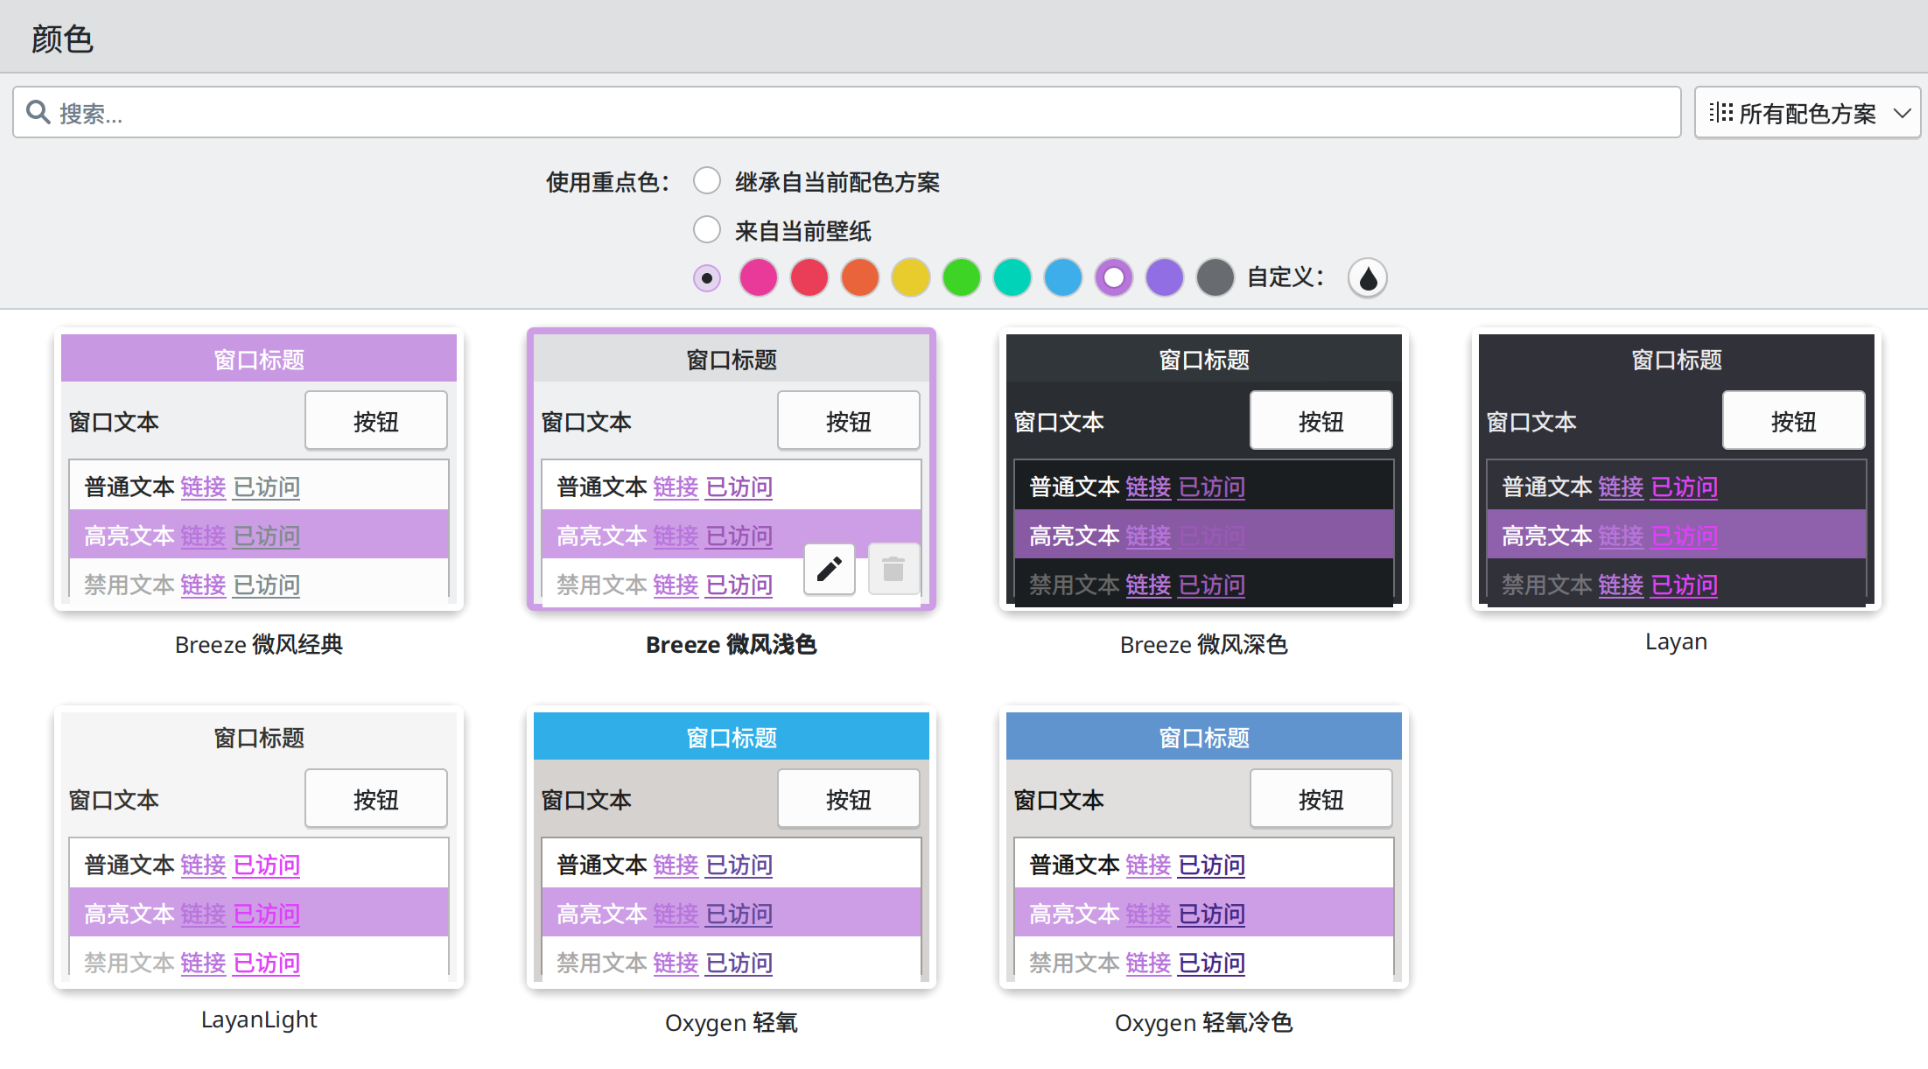 颜色
搜索...
所有配色方案
使用重点色：
继承自当前配色方案
来自当前壁纸
自定义：
窗口标题
窗口文本 按钮
普通文本 链接 已访问
高亮文本 链接 已访问
禁用文本 链接 已访问
Breeze 微风经典
窗口标题
窗口文本 按钮
普通文本 链接 已访问
高亮文本 链接 已访问
禁用文本 链接 已访问
Breeze 微风浅色
窗口标题
窗口文本 按钮
普通文本 链接 已访问
高亮文本 链接 已访问
禁用文本 链接 已访问
Breeze 微风深色
窗口标题
窗口文本 按钮
普通文本 链接 已访问
高亮文本 链接 已访问
禁用文本 链接 已访问
Layan
窗口标题
窗口文本 按钮
普通文本 链接 已访问
高亮文本 链接 已访问
禁用文本 链接 已访问
LayanLight
窗口标题
窗口文本 按钮
普通文本 链接 已访问
高亮文本 链接 已访问
禁用文本 链接 已访问
Oxygen 轻氧
窗口标题
窗口文本 按钮
普通文本 链接 已访问
高亮文本 链接 已访问
禁用文本 链接 已访问
Oxygen 轻氧冷色